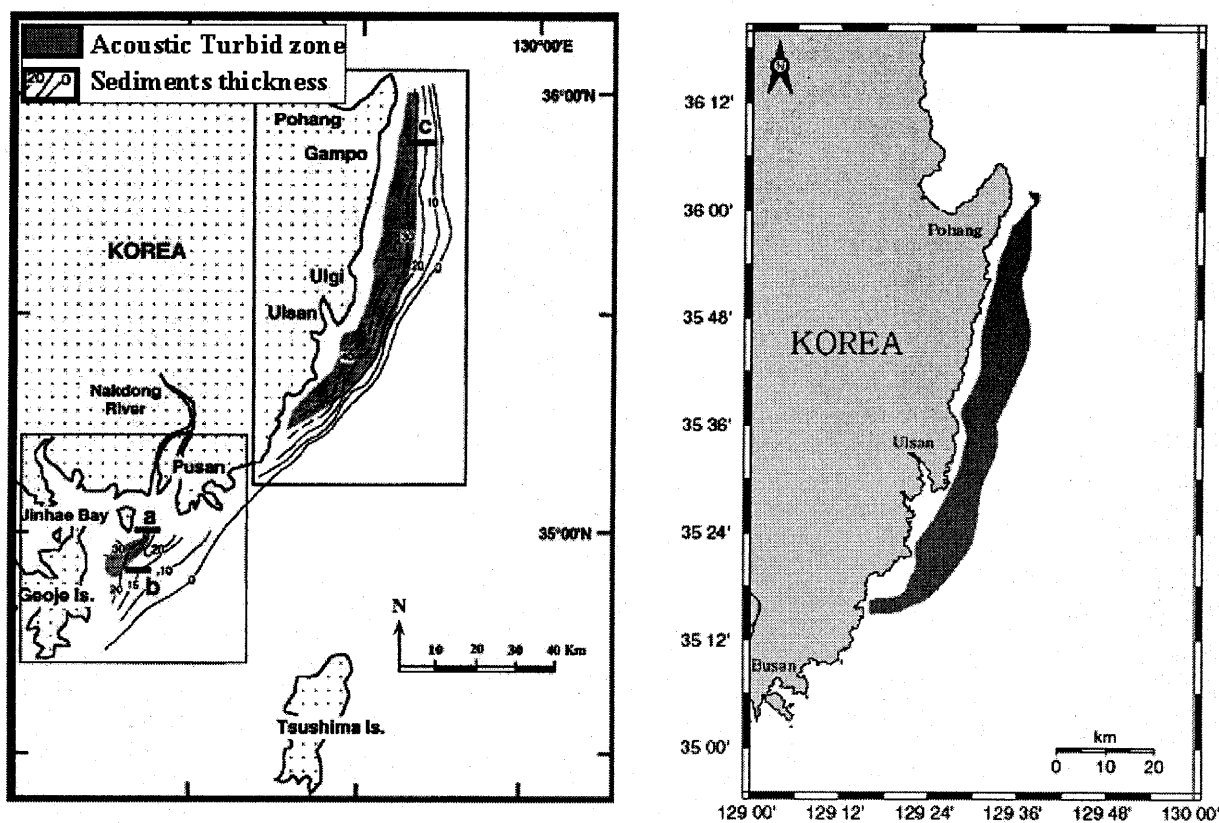 Acoustic Turbid zone
20 0
Sediments thickness
130°00'E
36°00'N
Pohang
C
Gampo
10
KOREA
30
20
0
Ulgi
Ulsan
Nakdong
River
Pusan
Jinhae Bay
a
35°00'N
30
20
10
20
15
b
0
Geoje Is.
N
10 20 30 40 Km
Tsushima Is.
N
36 12'
36 00'
Pohang
35 48'
KOREA
35 36'
Ulsan
35 24'
35 12'
Busan
km
35 00'
0 10 20
129 00' 129 12' 129 24' 129 36' 129 48' 130 00'